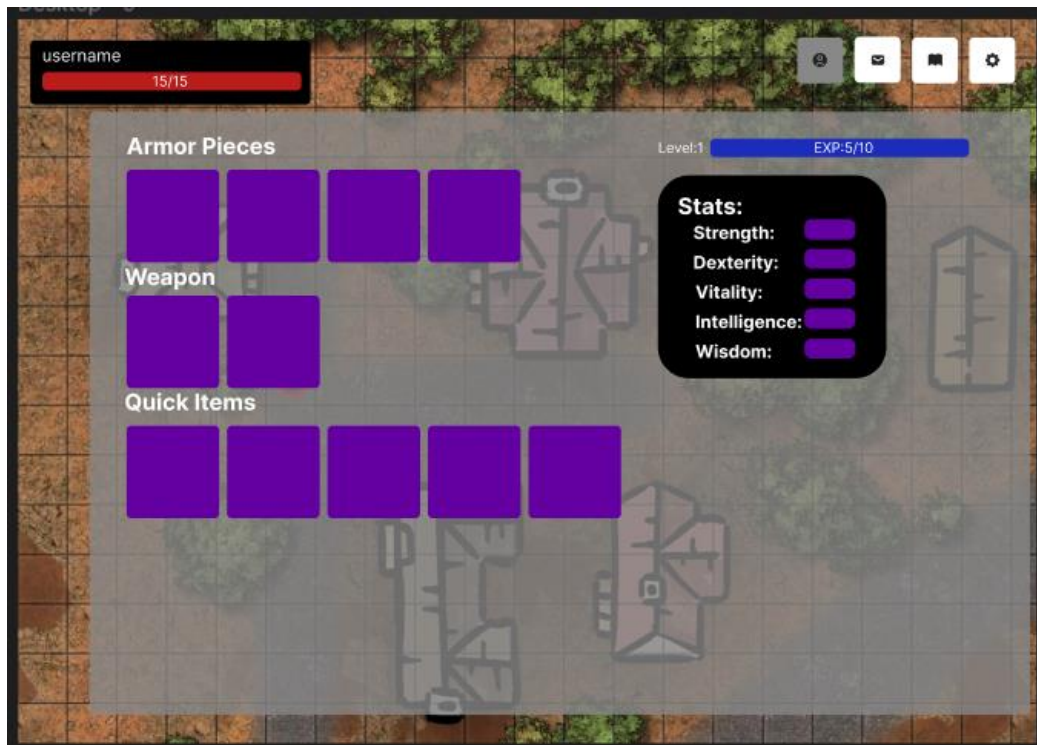 username
15/15
Armor Pieces
Level:1
EXP:5/10
Stats:
Strength:
Dexterity:
Weapon
Vitality:
Intelligence:
Wisdom:
Quick Items